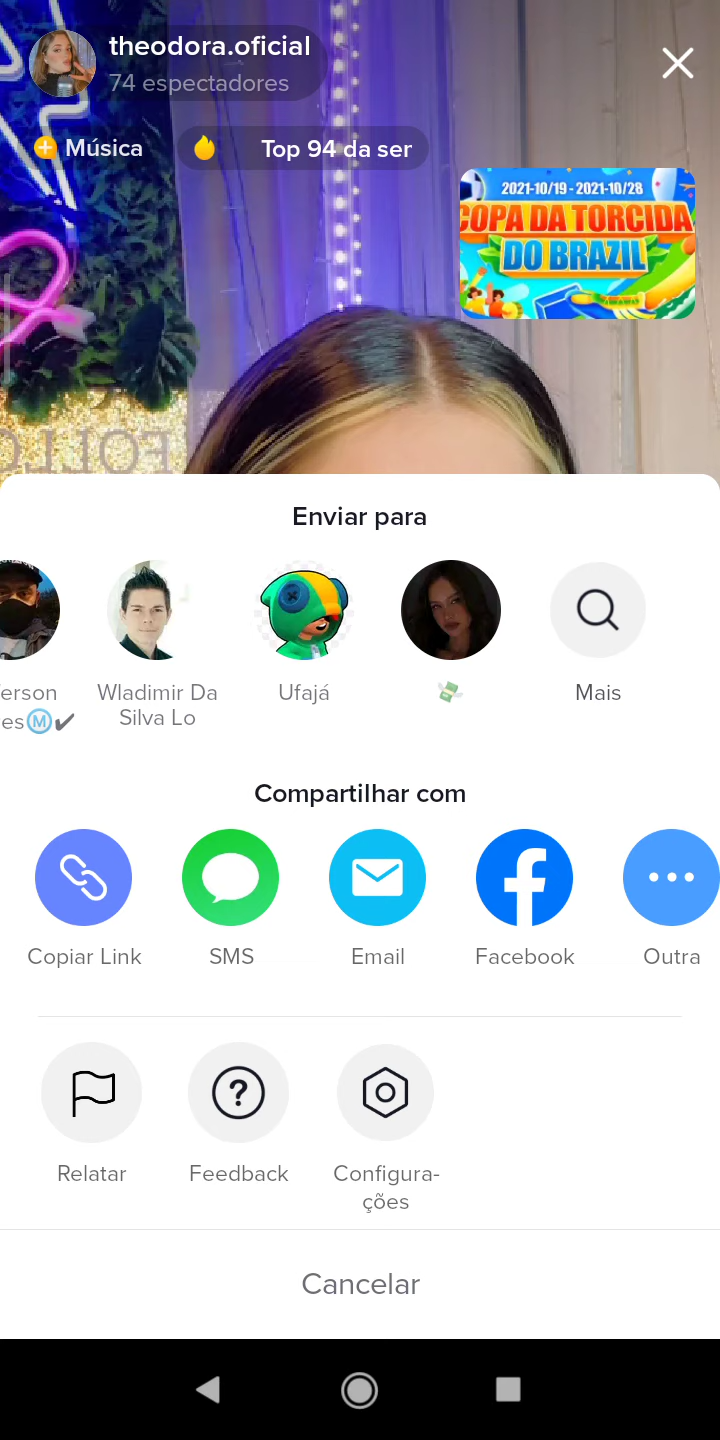 theodora.oficial
74 espectadores
Música
Top 94 da ser
2021-10/19 - 2021-10/28
COPA DA TORCIDA
DO BRAZIL
FOLLO
Enviar para
erson
es Ⓜ️✔
Wladimir Da
Silva Lo
Ufajá
💸
Mais
Compartilhar com
Copiar Link
SMS
Email
Facebook
Outra
Relatar
Feedback
Configura-
ções
Cancelar